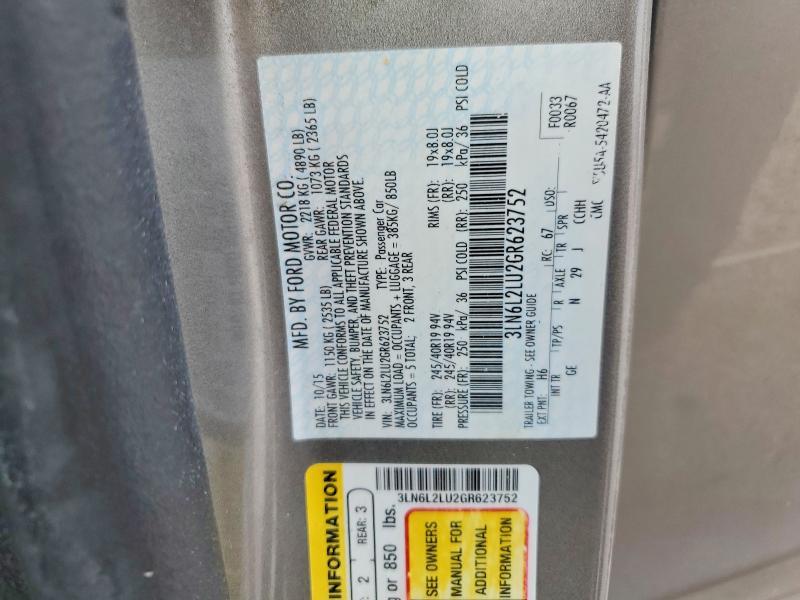 MFD. BY FORD MOTOR CO.
DATE: 10/15 GVWR: 2218 KG ( 4890 LB)
FRONT GAWR: 1150 KG ( 2535 LB) REAR GAWR: 1073 KG ( 2365 LB)
THIS VEHICLE CONFORMS TO ALL APPLICABLE FEDERAL MOTOR
VEHICLE SAFETY, BUMPER, AND THEFT PREVENTION STANDARDS
IN EFFECT ON THE DATE OF MANUFACTURE SHOWN ABOVE.
VIN: 3LN6L2LU2GR623752 TYPE: Passenger Car
MAXIMUM LOAD = OCCUPANTS + LUGGAGE = 385KG/ 850LB
OCCUPANTS = 5 TOTAL: 2 FRONT, 3 REAR
TIRE (FR): 245/40R19 94V RIMS (FR): 19x8.0J
(RR): 245/40R19 94V (RR): 19x8.0J
PRESSURE (FR): 250 kPa/ 36 PSI COLD (RR): 250 kPa/ 36 PSI COLD
3LN6L2LU2GR623752
TRAILER TOWING - SEE OWNER GUIDE
EXT PNT: H6 RC: 67 DSO: F0033
R0067
INT TR TP/PS R AXLE TR SPR
GE N 29 J CCHH
UMC 5420472-AA
INFORMATION
2 REAR: 3
or 850 lbs.
3LN6L2LU2GR623752
SEE OWNERS
MANUAL FOR
ADDITIONAL
INFORMATION